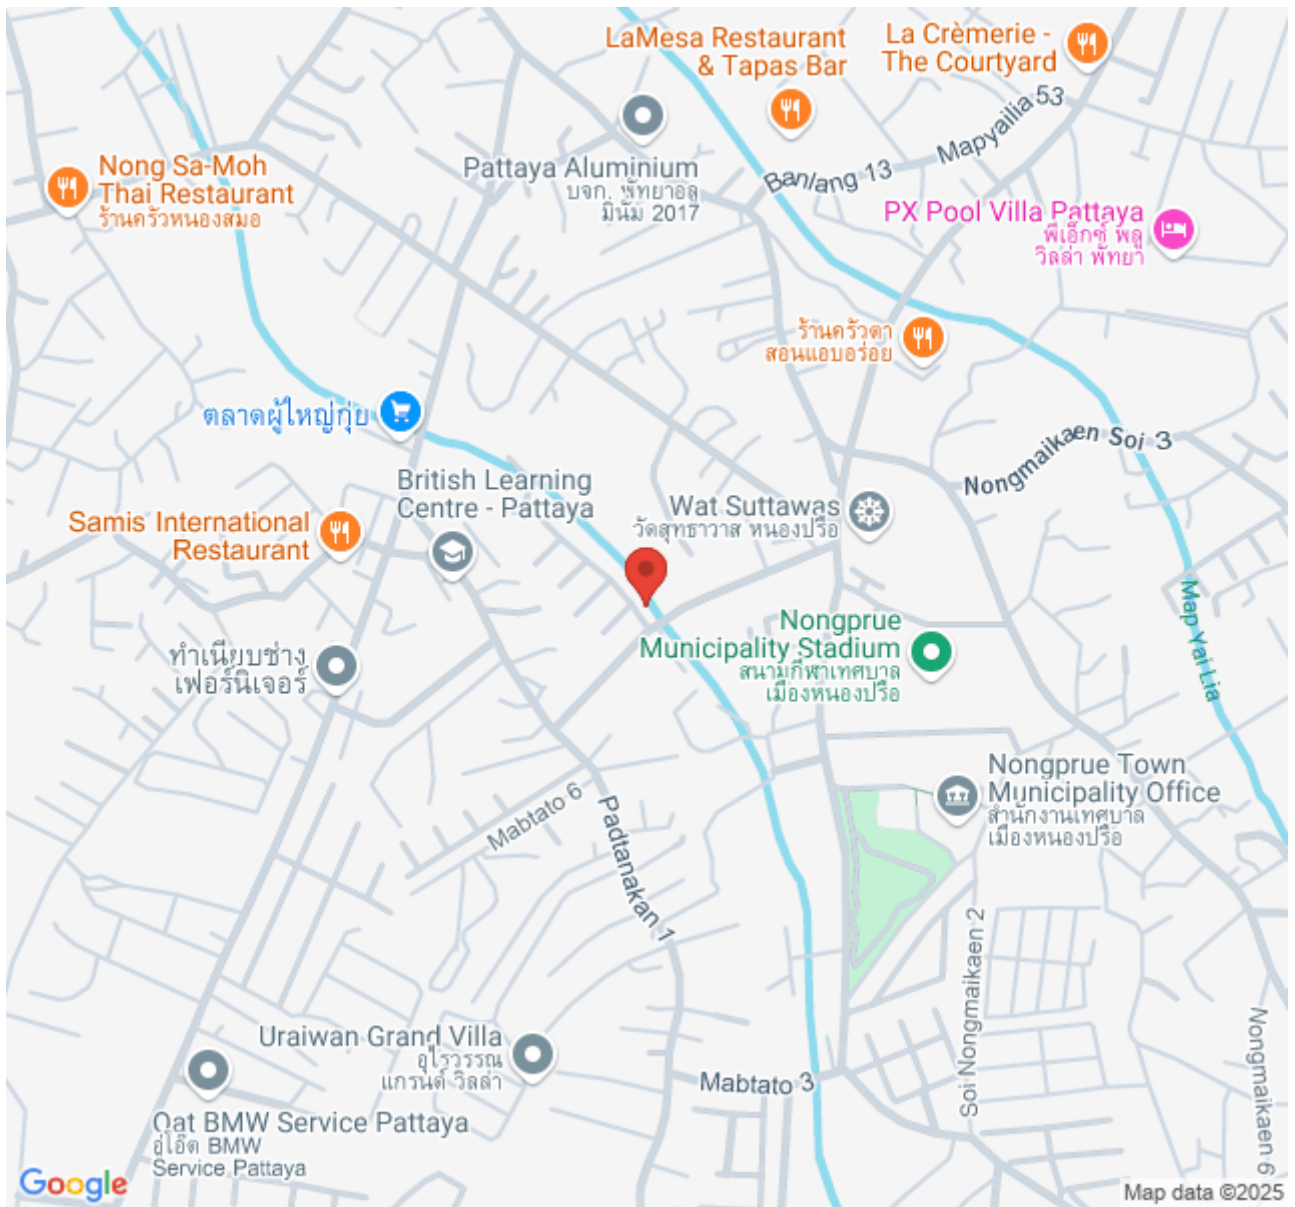 LaMesa Restaurant
& Tapas Bar
La Crèmerie -
The Courtyard
Mapyailia 53
Banlang 13
Pattaya Aluminium
บจก. พัทยาอลู
มินั่ม 2017
Nong Sa-Moh
Thai Restaurant
ร้านครัวหนองสมอ
PX Pool Villa Pattaya
พีเอ็กซ์ พลู
วิลล่า พัทยา
ร้านครัวตา
สอนแอบอร่อย
ตลาดผู้ใหญ่กุ่ย
Nongmaikaen Soi 3
British Learning
Centre - Pattaya
Wat Suttawas
วัดสุทธาวาส หนองปรือ
Samis International
Restaurant
Map Yai Lia
Nongprue
Municipality Stadium
สนามกีฬาเทศบาล
เมืองหนองปรือ
ทำเนียบช่าง
เฟอร์นิเจอร์
Nongprue Town
Municipality Office
สำนักงานเทศบาล
เมืองหนองปรือ
Mabtato 6
Padtanakan 1
Soi Nongmaikaen 2
Nongmaikaen 6
Uraiwan Grand Villa
อุไรวรรณ
แกรนด์ วิลล่า
Mabtato 3
Oat BMW Service Pattaya
อู่โอ๊ต BMW
Service Pattaya
Google
Map data ©2025